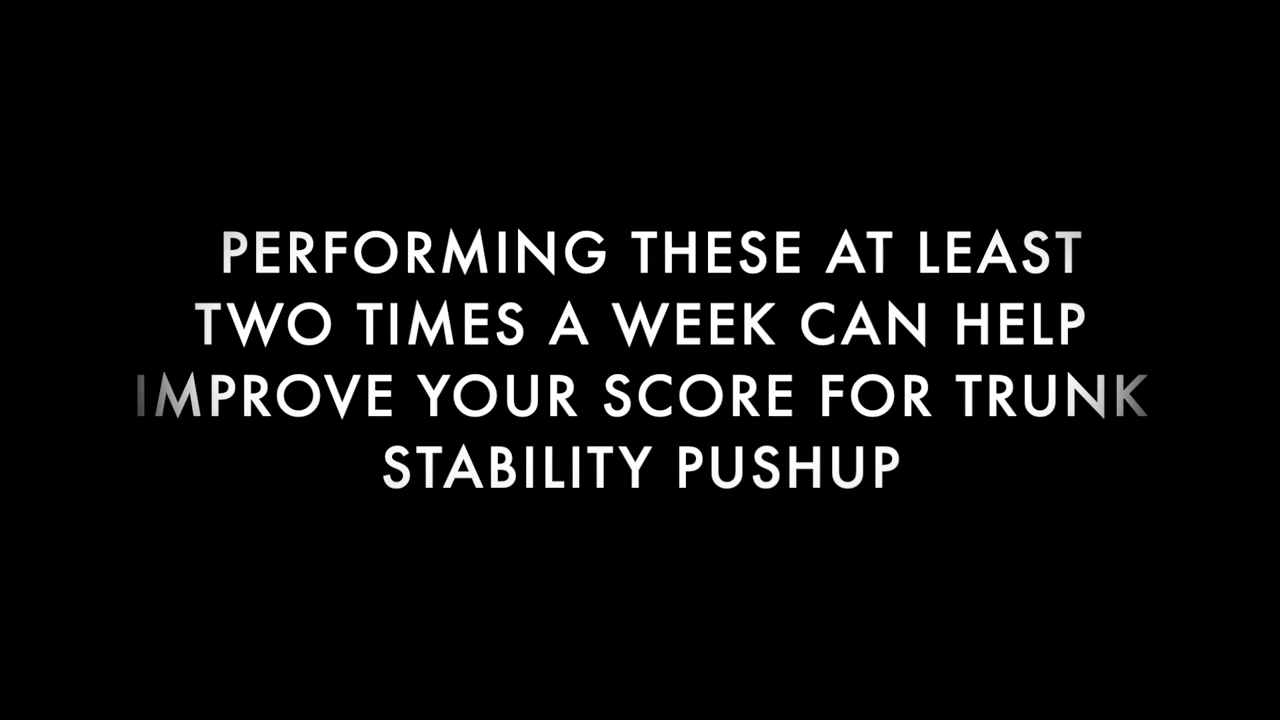 PERFORMING THESE AT LEAST
TWO TIMES A WEEK CAN HELP
IMPROVE YOUR SCORE FOR TRUNK
STABILITY PUSHUP